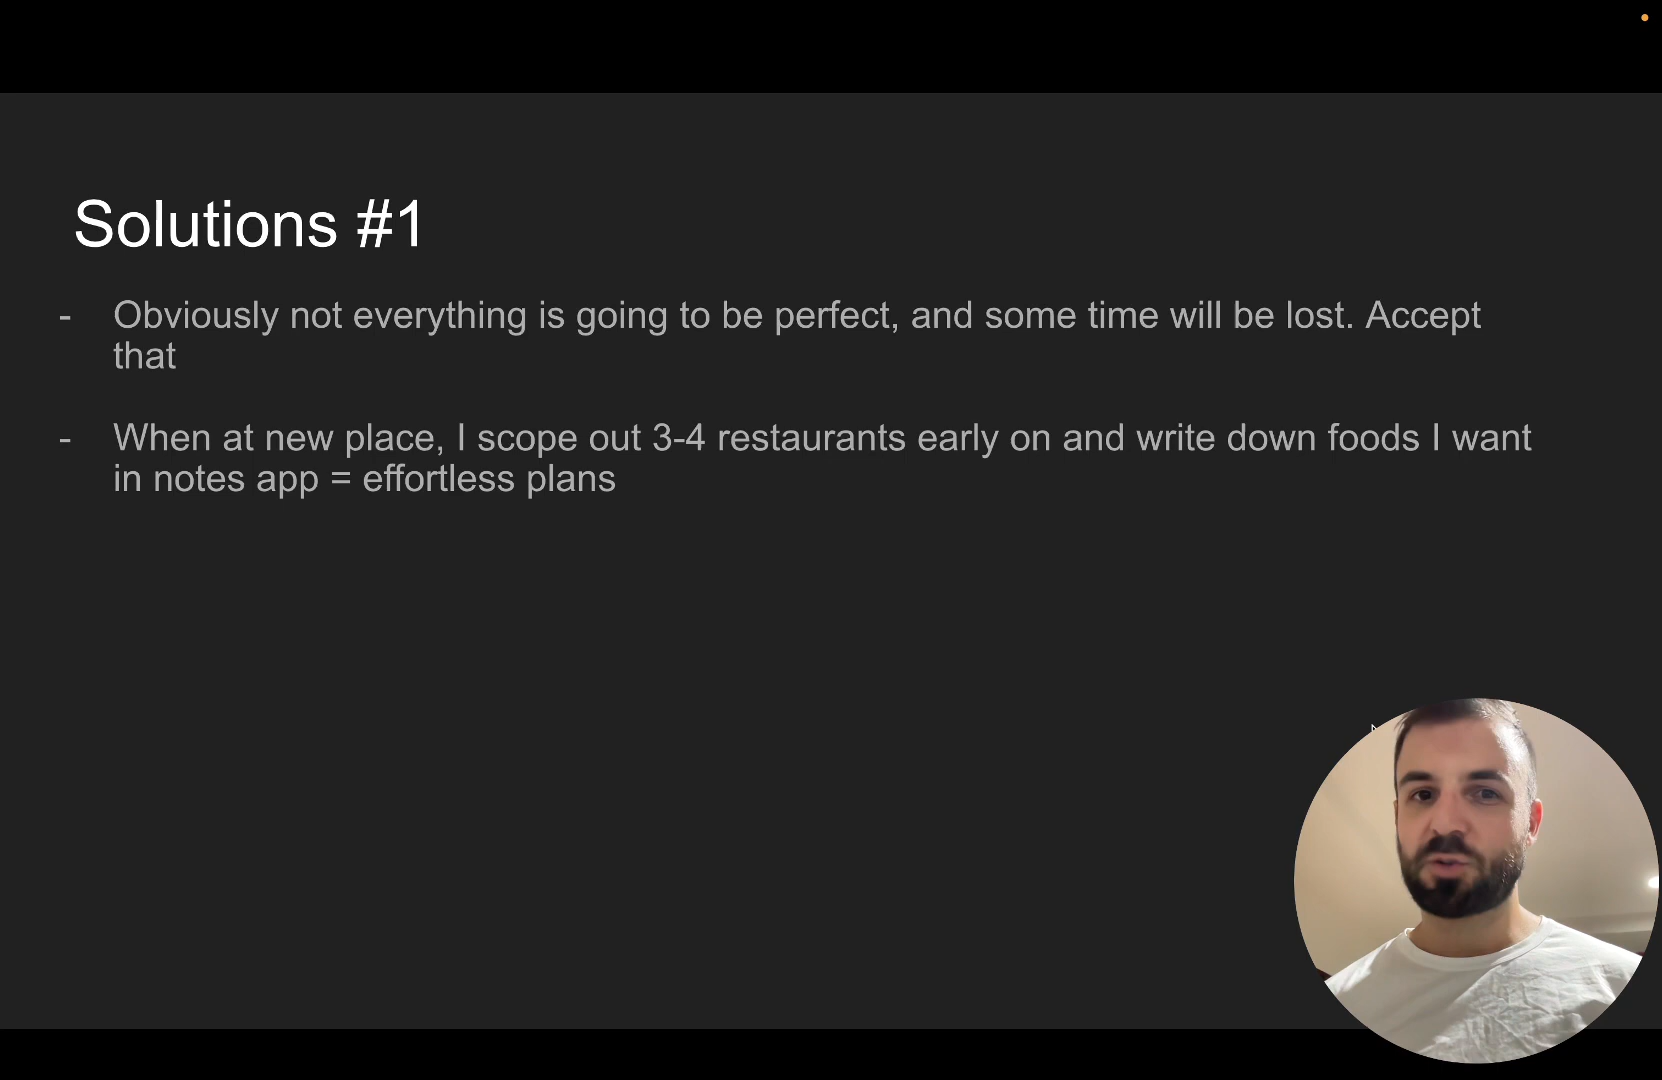 Solutions #1
- Obviously not everything is going to be perfect, and some time will be lost. Accept
that
- When at new place, I scope out 3-4 restaurants early on and write down foods I want
in notes app = effortless plans